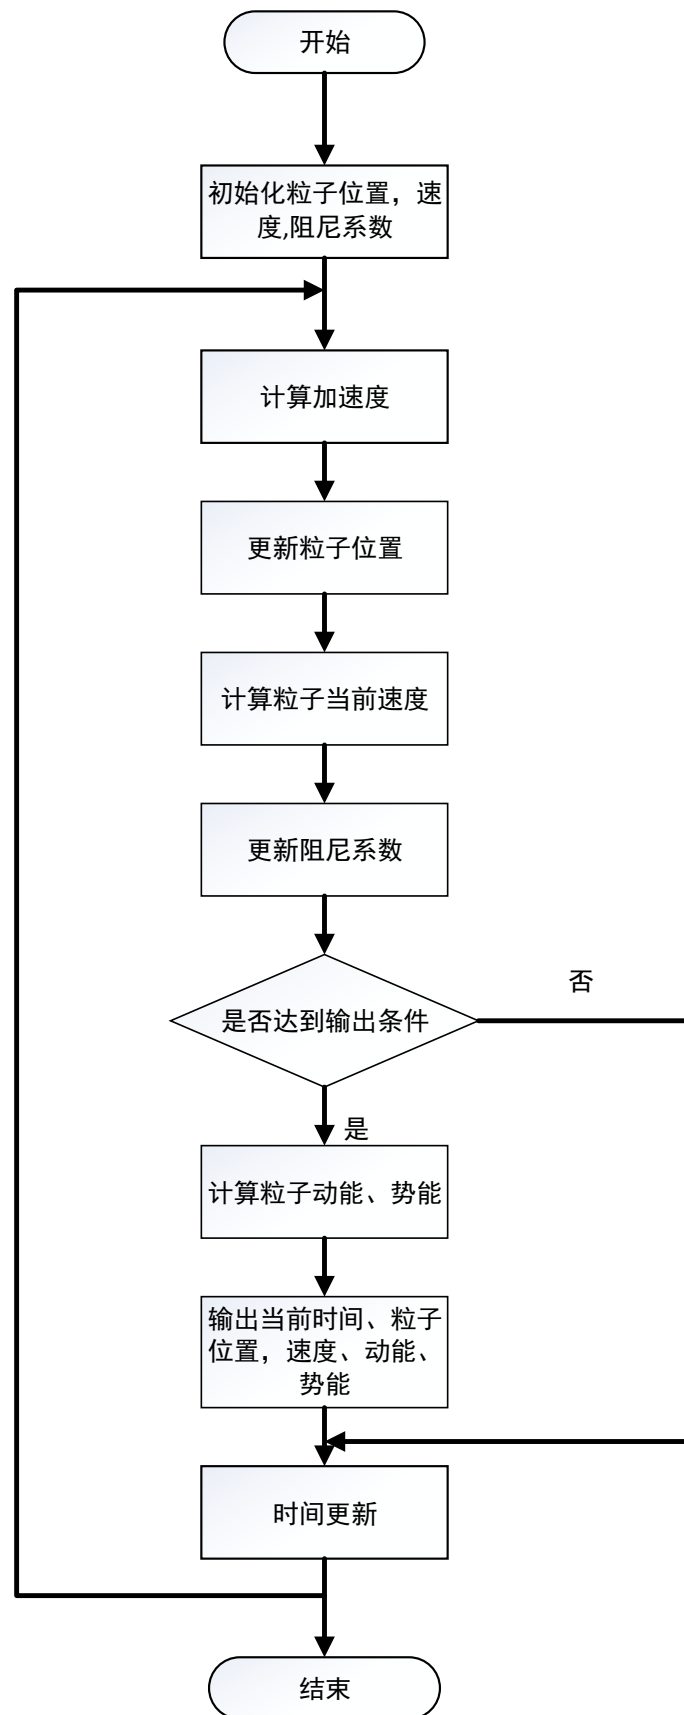 开始
初始化粒子位置，速
度,阻尼系数
计算加速度
更新粒子位置
计算粒子当前速度
更新阻尼系数
否
是否达到输出条件
是
计算粒子动能、势能
输出当前时间、粒子
位置，速度、动能、
势能
时间更新
结束